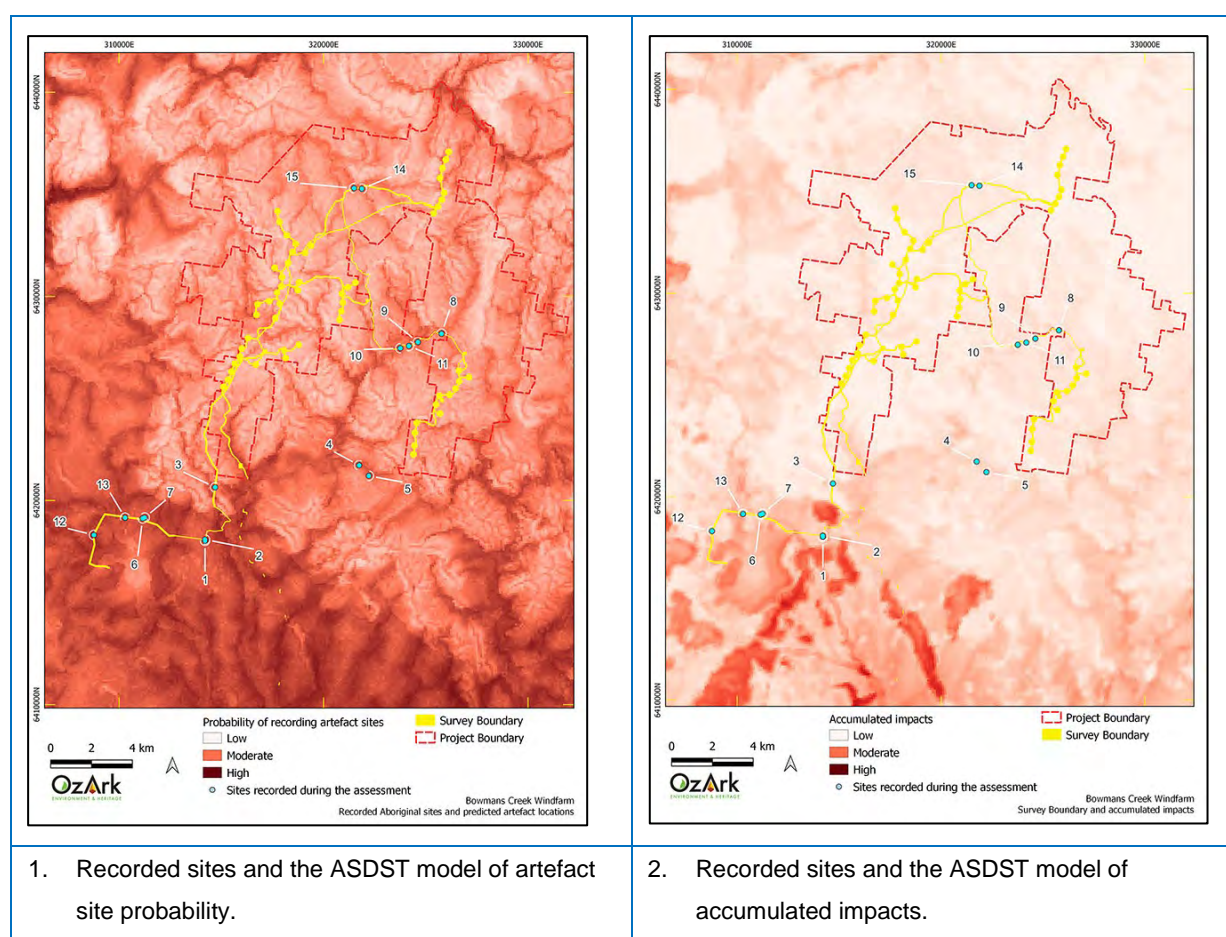 310000E 320000E 330000E
6440000N
6430000N
6420000N
6410000N
15 14
9 8
10 11
4
3 5
13 7
12
6 2
1
Probability of recording artefact sites
Low
Moderate
High
Sites recorded during the assessment
Survey Boundary
Project Boundary
0 2 4 km
OzArk
ENVIRONMENT & HERITAGE
Bowmans Creek Windfarm
Recorded Aboriginal sites and predicted artefact locations
310000E 320000E 330000E
6440000N
6430000N
6420000N
6410000N
15 14
9 8
10 11
4
3 5
13 7
12
6 2
1
Accumulated impacts
Low
Moderate
High
Sites recorded during the assessment
Project Boundary
Survey Boundary
0 2 4 km
OzArk
ENVIRONMENT & HERITAGE
Bowmans Creek Windfarm
Survey Boundary and accumulated impacts
1. Recorded sites and the ASDST model of artefact
site probability.
2. Recorded sites and the ASDST model of
accumulated impacts.